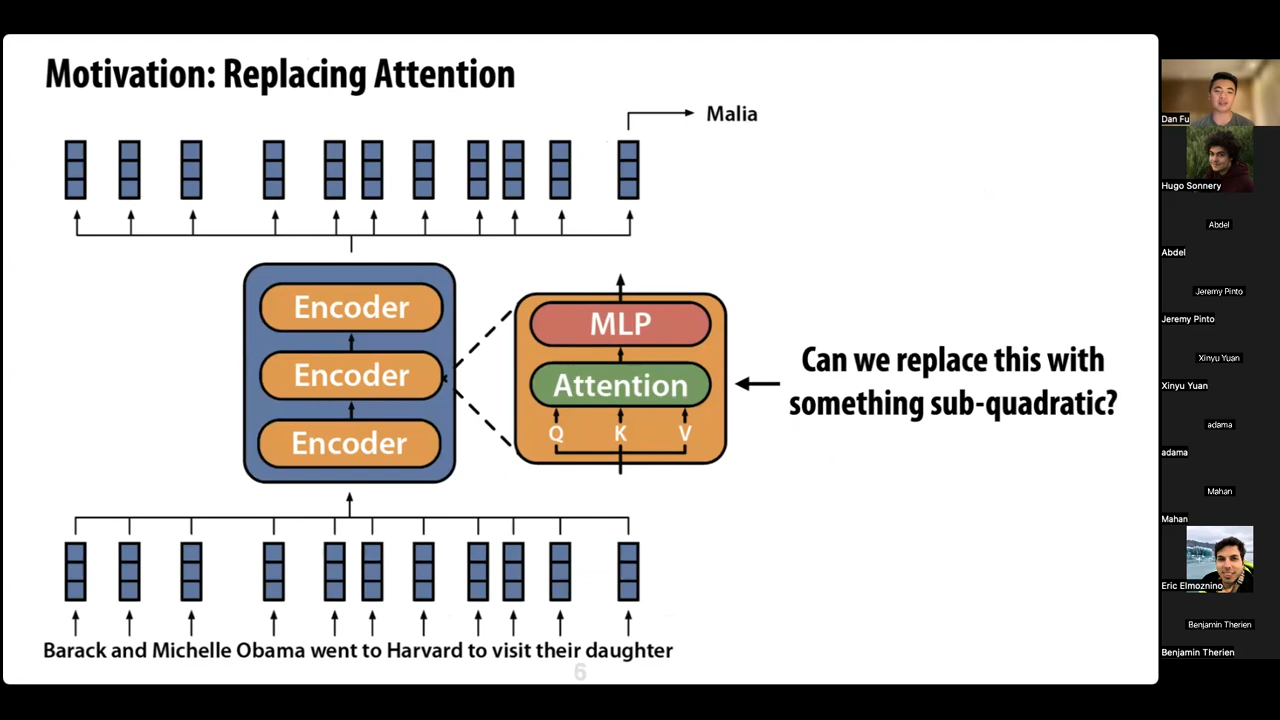 Motivation: Replacing Attention
Malia
Encoder
Encoder
Encoder
MLP
Attention
Q K V
Can we replace this with
something sub-quadratic?
Barack and Michelle Obama went to Harvard to visit their daughter
6
Dan Fu
Hugo Sonnery
Abdel
Abdel
Jeremy Pinto
Jeremy Pinto
Xinyu Yuan
Xinyu Yuan
adama
adama
Mahan
Mahan
Eric Elmoznino
Benjamin Therien
Benjamin Therien